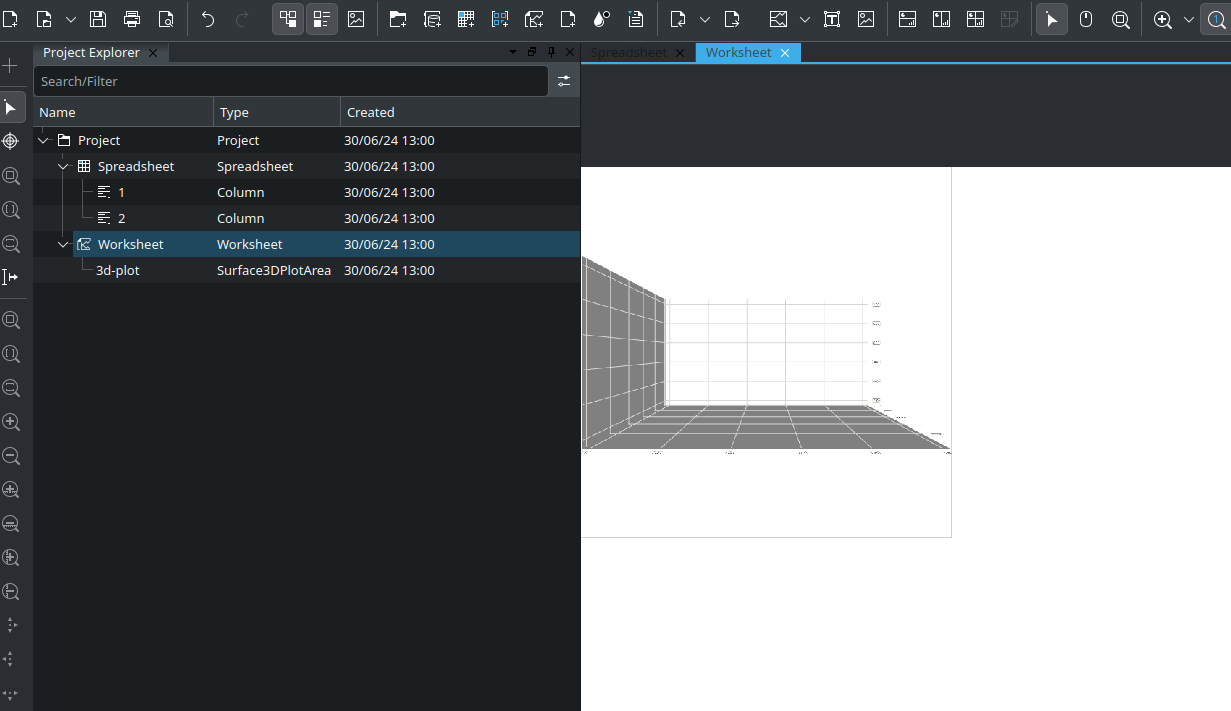 Project Explorer
Spreadsheet
Worksheet
Search/Filter
Name Type Created
Project Project 30/06/24 13:00
Spreadsheet Spreadsheet 30/06/24 13:00
1 Column 30/06/24 13:00
2 Column 30/06/24 13:00
Worksheet Worksheet 30/06/24 13:00
3d-plot Surface3DPlotArea 30/06/24 13:00